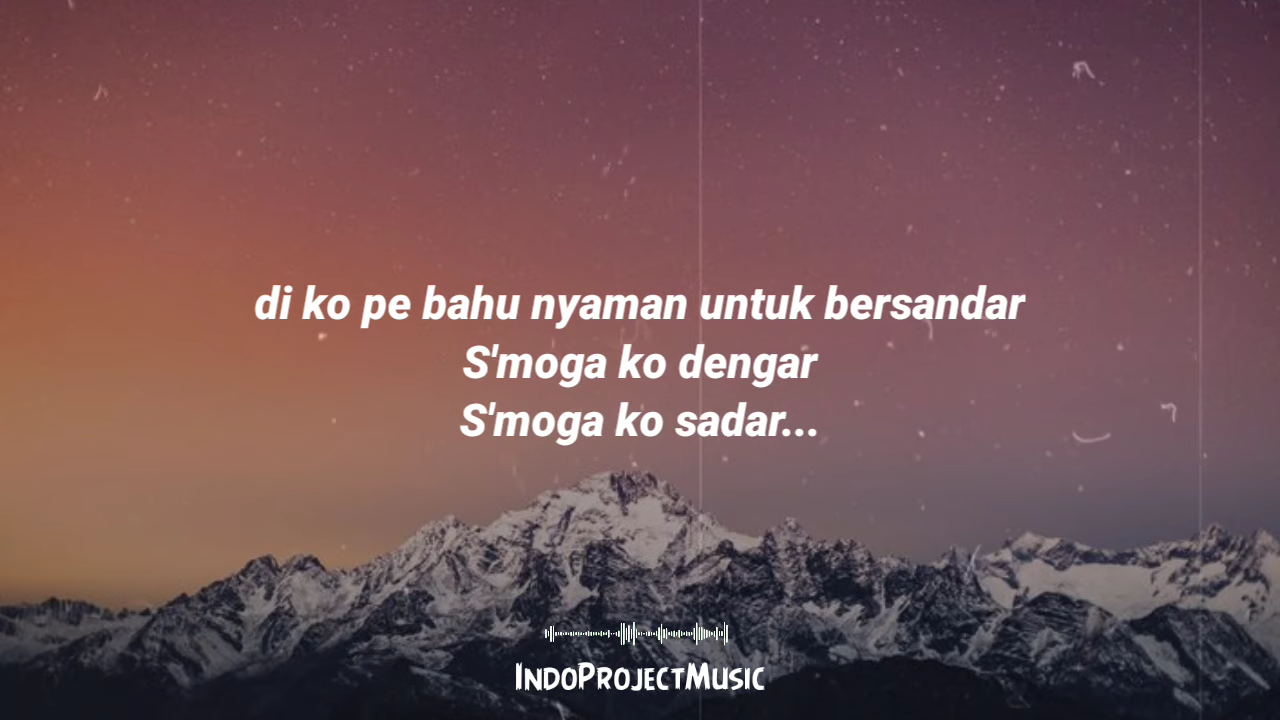 di ko pe bahu nyaman untuk bersandar
S'moga ko dengar
S'moga ko sadar...
IndoProjectMusic